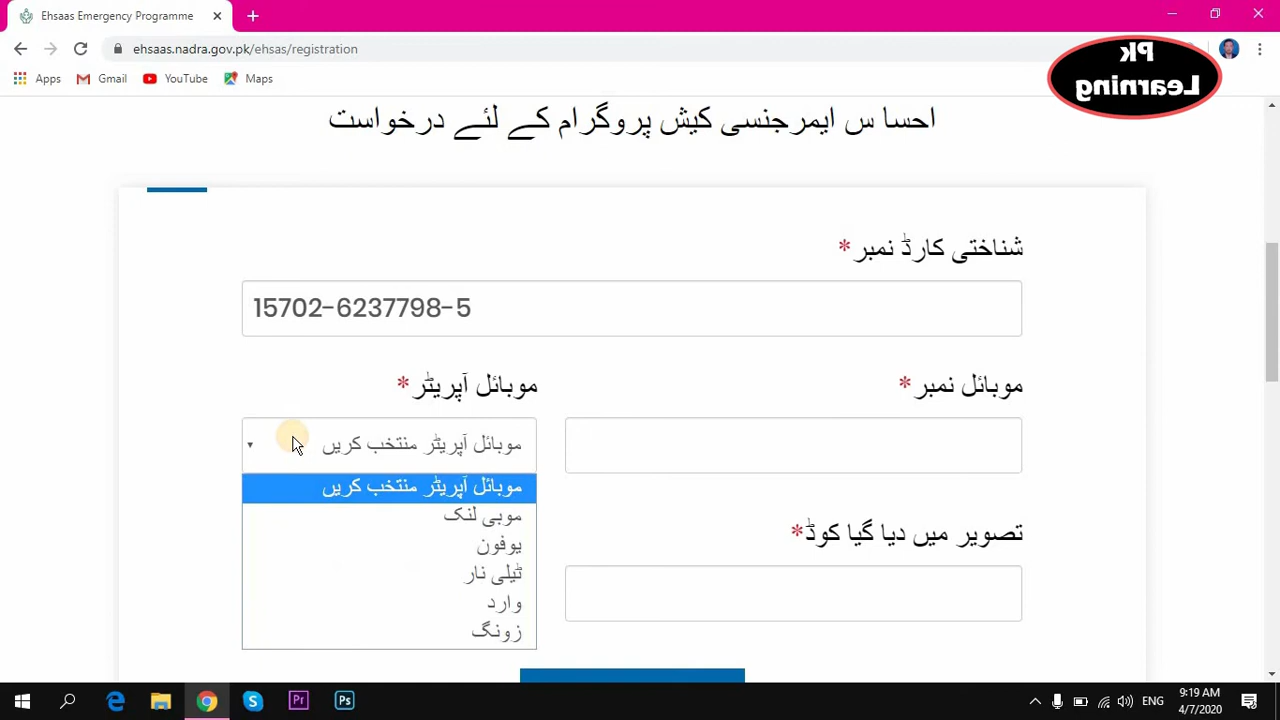 Ehsaas Emergency Programme
ehsaas.nadra.gov.pk/ehsas/registration
Apps Gmail YouTube Maps
Pk
Learning
احسا س ایمرجنسی کیش پروگرام کے لئے درخواست
شناختی کارڈ نمبر*
15702-6237798-5
موبائل نمبر*
موبائل آپریٹر*
موبائل آپریٹر منتخب کریں
موبائل آپریٹر منتخب کریں
موبی لنک
یوفون
ٹیلی نار
وارد
زونگ
تصویر میں دیا گیا کوڈ*
Pr Ps
ENG
9:19 AM
4/7/2020